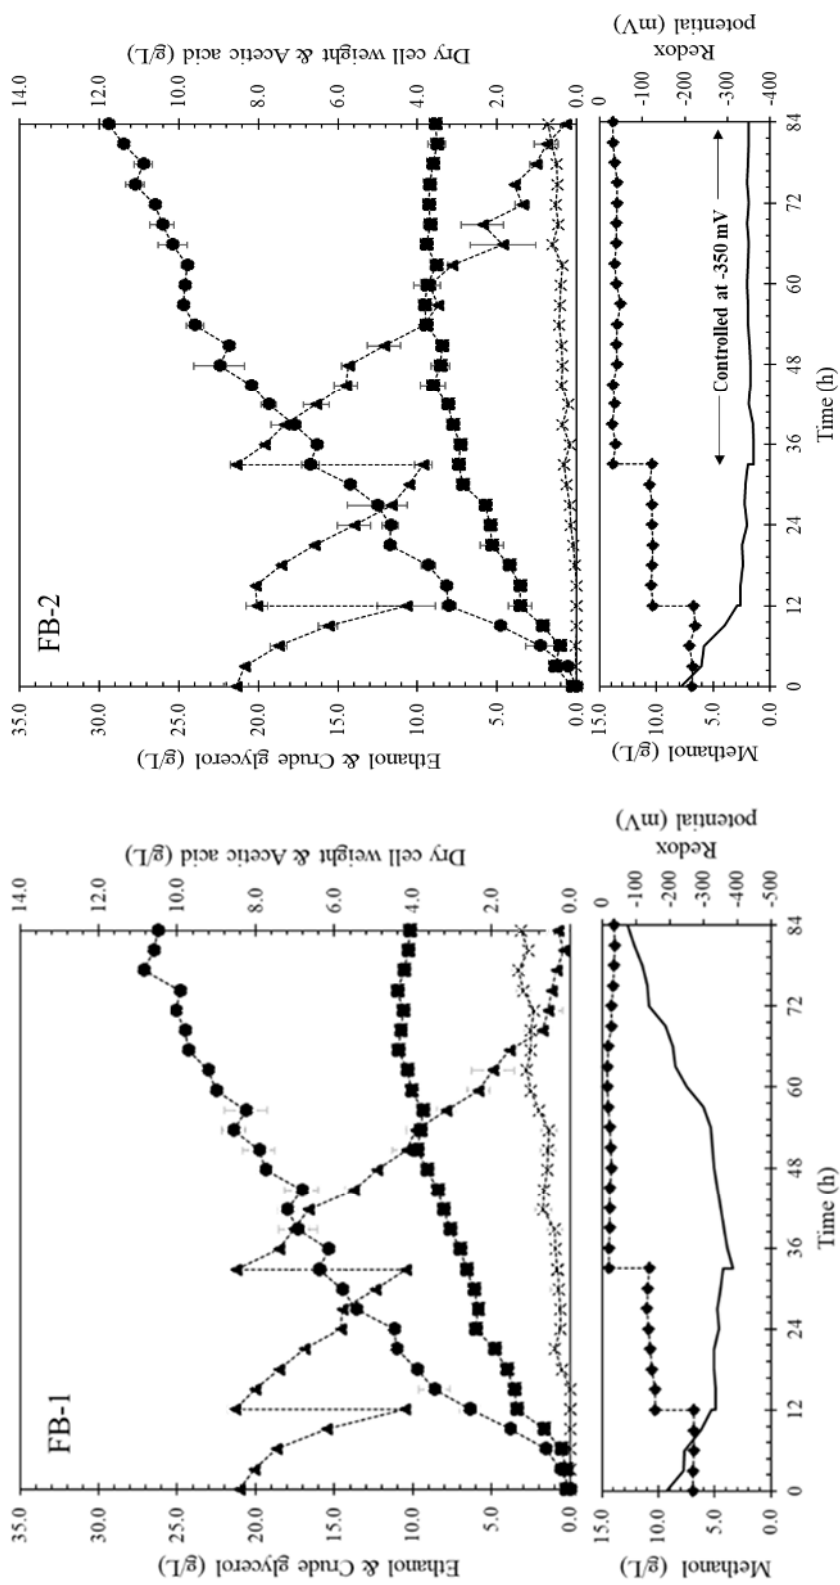 FB-1
Ethanol & Crude glycerol (g/L)
35.0
30.0
25.0
20.0
15.0
10.0
5.0
0.0
14.0
12.0
10.0
8.0
6.0
4.0
2.0
0.0
Dry cell weight & Acetic acid
(g/L)
Methanol (g/L)
15.0
10.0
5.0
0.0
0
-100
-200
-300
-400
-500
Redox
potential (mV)
0 12 24 36 48 60 72 84
Time (h)
FB-2
Ethanol & Crude glycerol (g/L)
35.0
30.0
25.0
20.0
15.0
10.0
5.0
0.0
14.0
12.0
10.0
8.0
6.0
4.0
2.0
0.0
Dry cell weight & Acetic acid
(g/L)
Methanol (g/L)
15.0
10.0
5.0
0.0
Controlled at -350 mV
0
-100
-200
-300
-400
Redox
potential (mV)
0 12 24 36 48 60 72 84
Time (h)